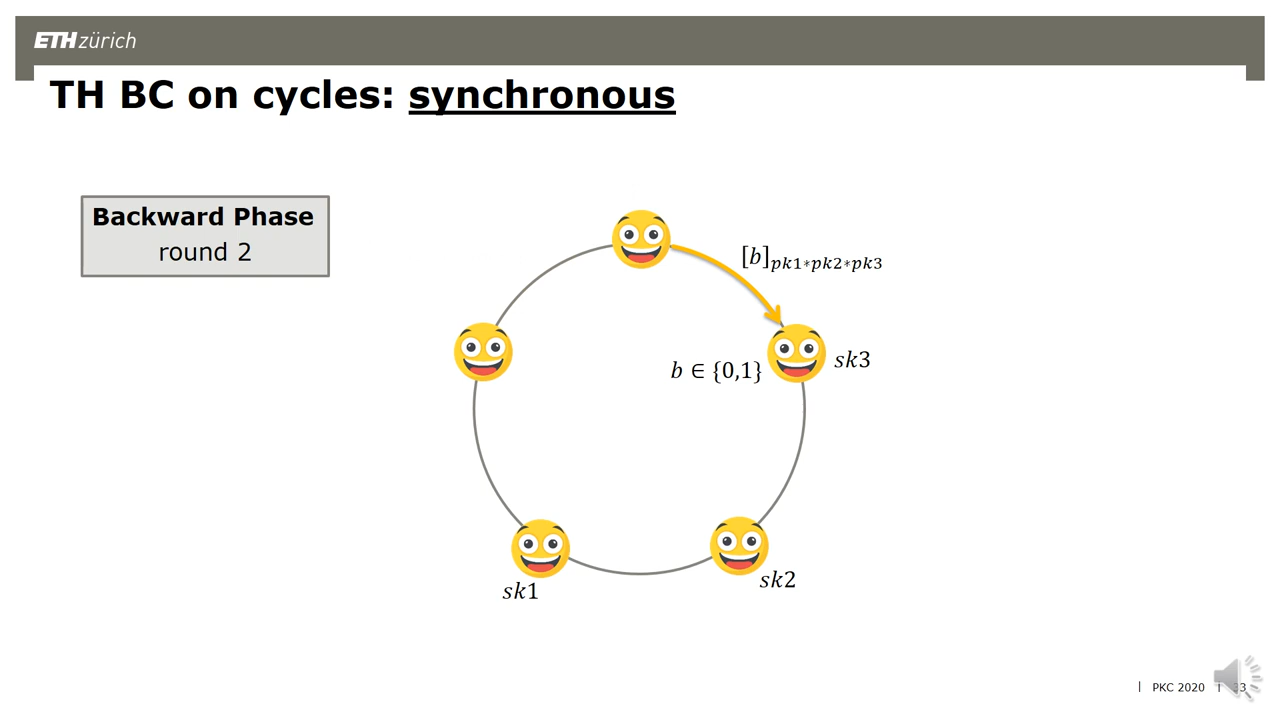 ETH zürich
TH BC on cycles: synchronous
Backward Phase
round 2
[b]pk1*pk2*pk3
b ∈ {0,1}
sk3
sk1
sk2
| PKC 2020 | 33